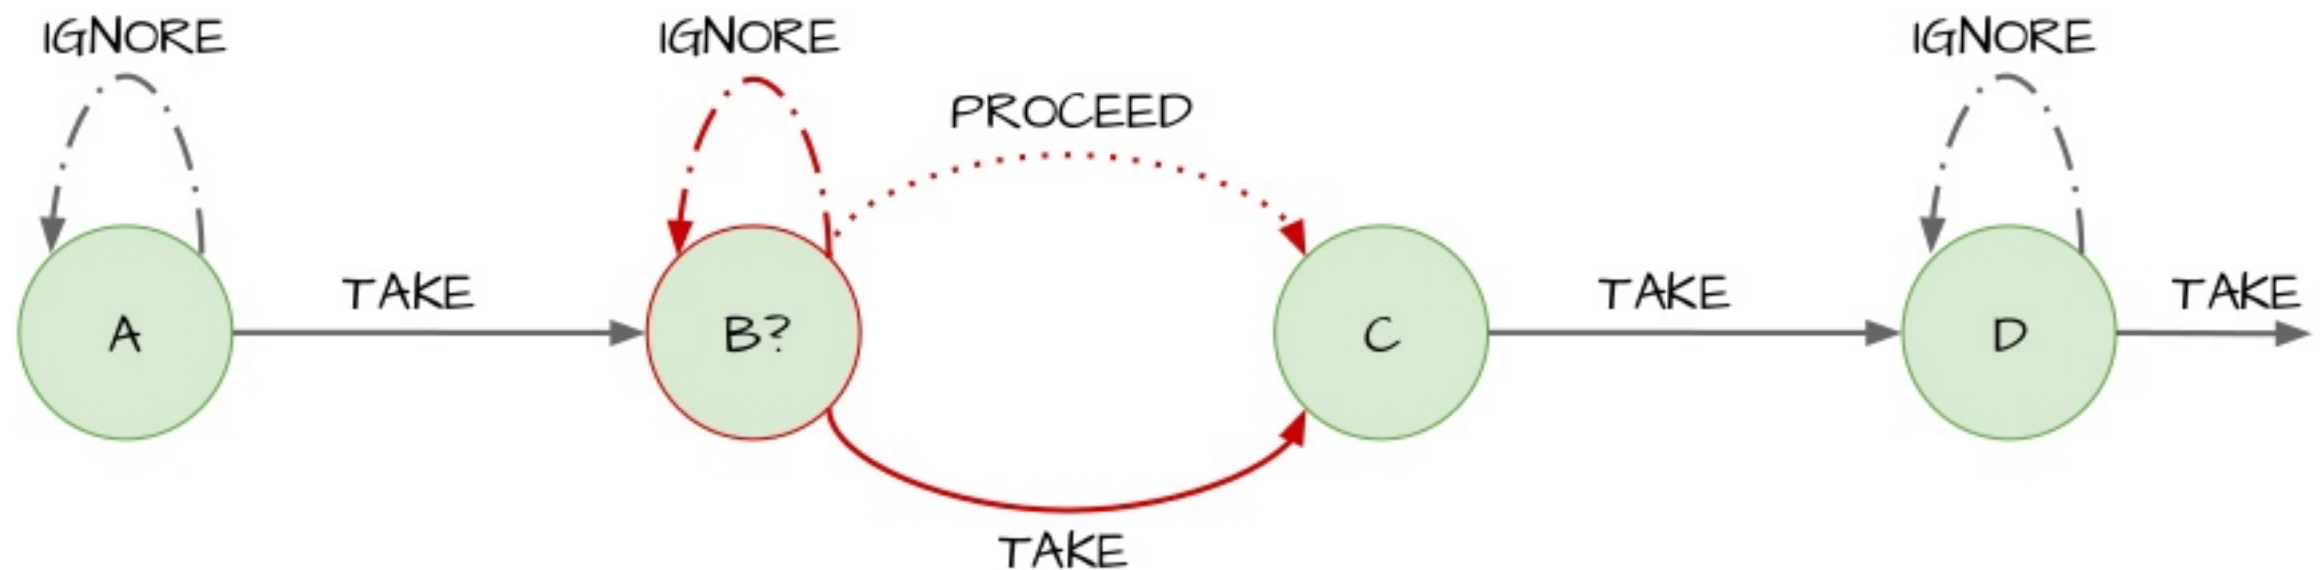 IGNORE
IGNORE
IGNORE
PROCEED
TAKE
TAKE
TAKE
A
B?
C
D
TAKE